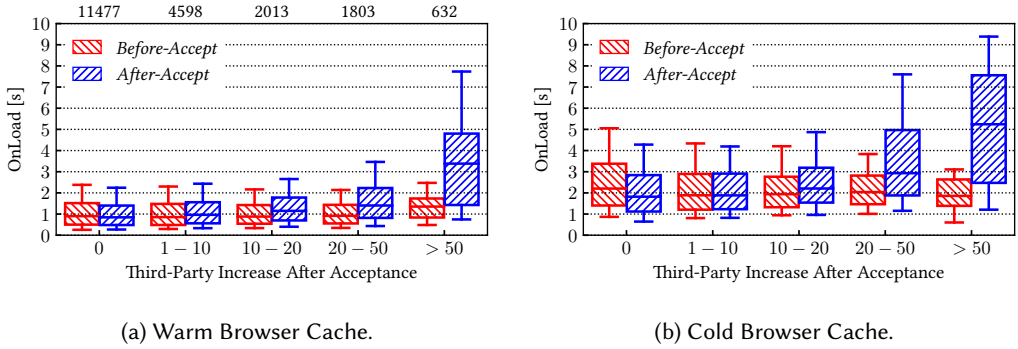 11477 4598 2013 1803 632
10
9
8
7
6
5
4
3
2
1
0
OnLoad [s]
Before-Accept
After-Accept
0 1 − 10 10 − 20 20 − 50 > 50
Third-Party Increase After Acceptance
(a) Warm Browser Cache.
10
9
8
7
6
5
4
3
2
1
0
OnLoad [s]
Before-Accept
After-Accept
0 1 − 10 10 − 20 20 − 50 > 50
Third-Party Increase After Acceptance
(b) Cold Browser Cache.